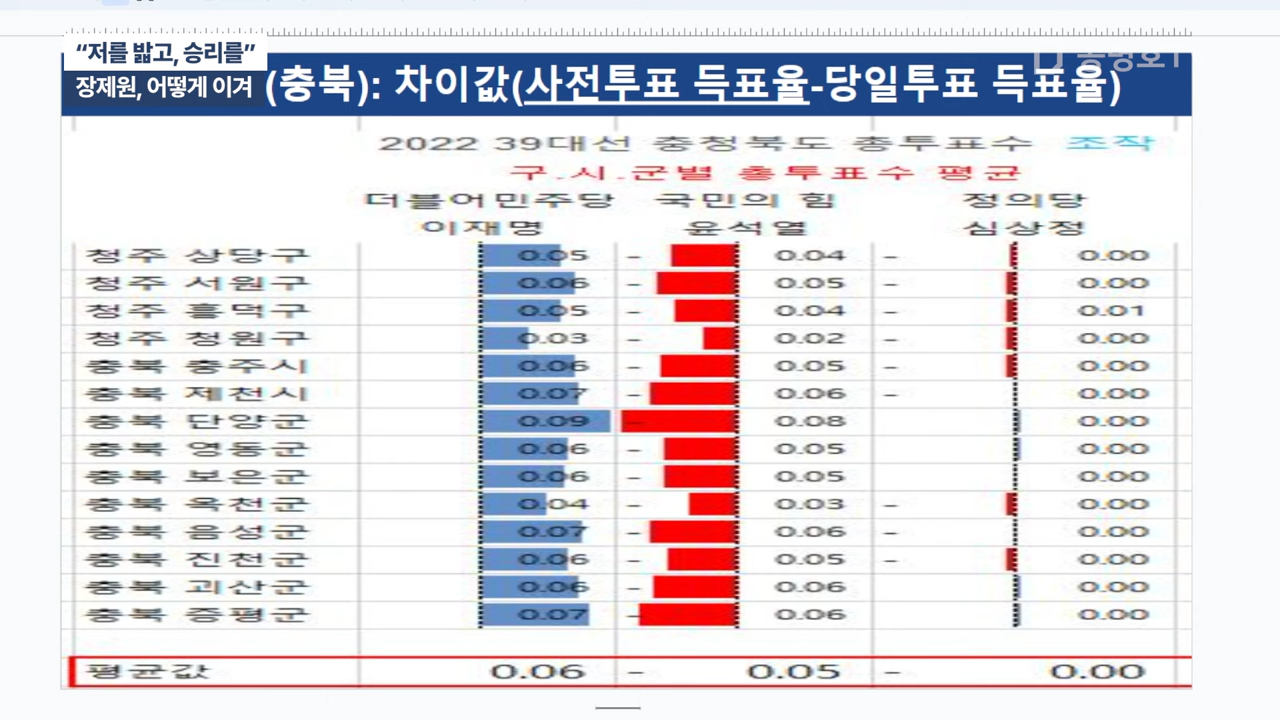 “저를 밟고, 승리를”
장제원, 어떻게 이겨
(충북): 차이값(사전투표 득표율-당일투표 득표율)
2022 39대선 충청북도 총투표수 조작
구.시.군별 총투표수 평균
더불어민주당 국민의 힘 정의당
이재명 윤석열 심상정
청주 상당구 0.05 - 0.04 - 0.00
청주 서원구 0.06 - 0.05 - 0.00
청주 흥덕구 0.05 - 0.04 - 0.01
청주 청원구 0.03 - 0.02 - 0.00
충북 충주시 0.06 - 0.05 - 0.00
충북 제천시 0.07 - 0.06 - 0.00
충북 단양군 0.09 - 0.08 0.00
충북 영동군 0.06 - 0.05 0.00
충북 보은군 0.06 - 0.05 0.00
충북 옥천군 0.04 - 0.03 - 0.00
충북 음성군 0.07 - 0.06 - 0.00
충북 진천군 0.06 - 0.05 - 0.00
충북 괴산군 0.06 - 0.06 0.00
충북 증평군 0.07 - 0.06 0.00
평균값 0.06 - 0.05 - 0.00